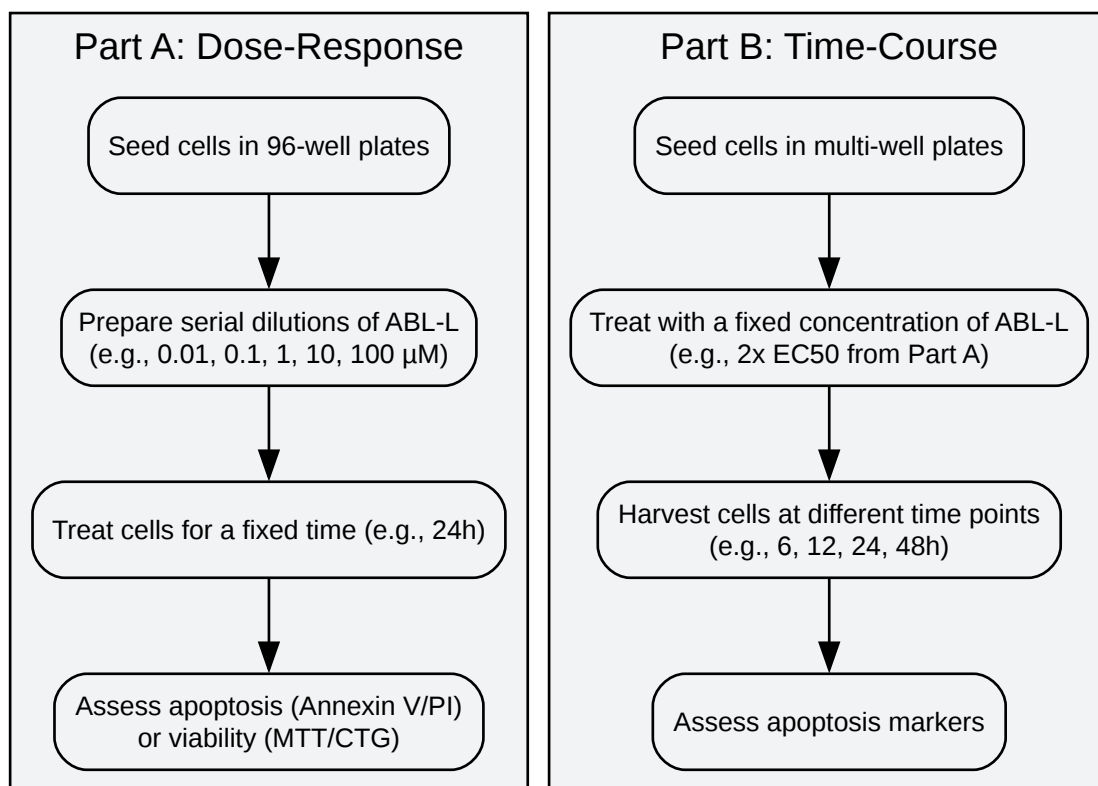 Part A: Dose-Response
Seed cells in 96-well plates
Prepare serial dilutions of ABL-L
(e.g., 0.01, 0.1, 1, 10, 100 µM)
Treat cells for a fixed time (e.g., 24h)
Assess apoptosis (Annexin V/PI)
or viability (MTT/CTG)
Part B: Time-Course
Seed cells in multi-well plates
Treat with a fixed concentration of ABL-L
(e.g., 2x EC50 from Part A)
Harvest cells at different time points
(e.g., 6, 12, 24, 48h)
Assess apoptosis markers